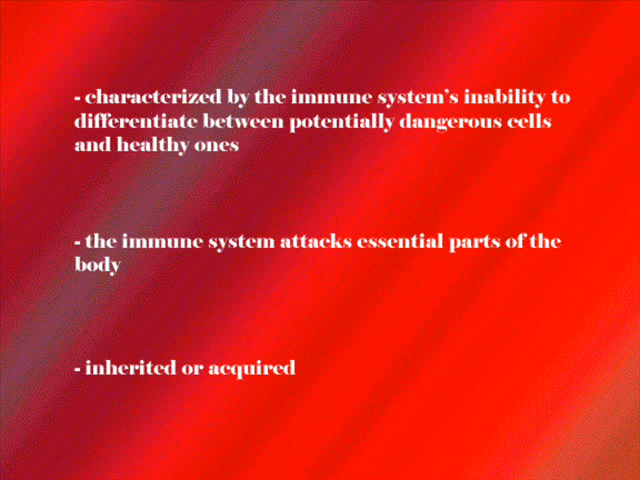 - characterized by the immune system's inability to
differentiate between potentially dangerous cells
and healthy ones
- the immune system attacks essential parts of the
body
- inherited or acquired